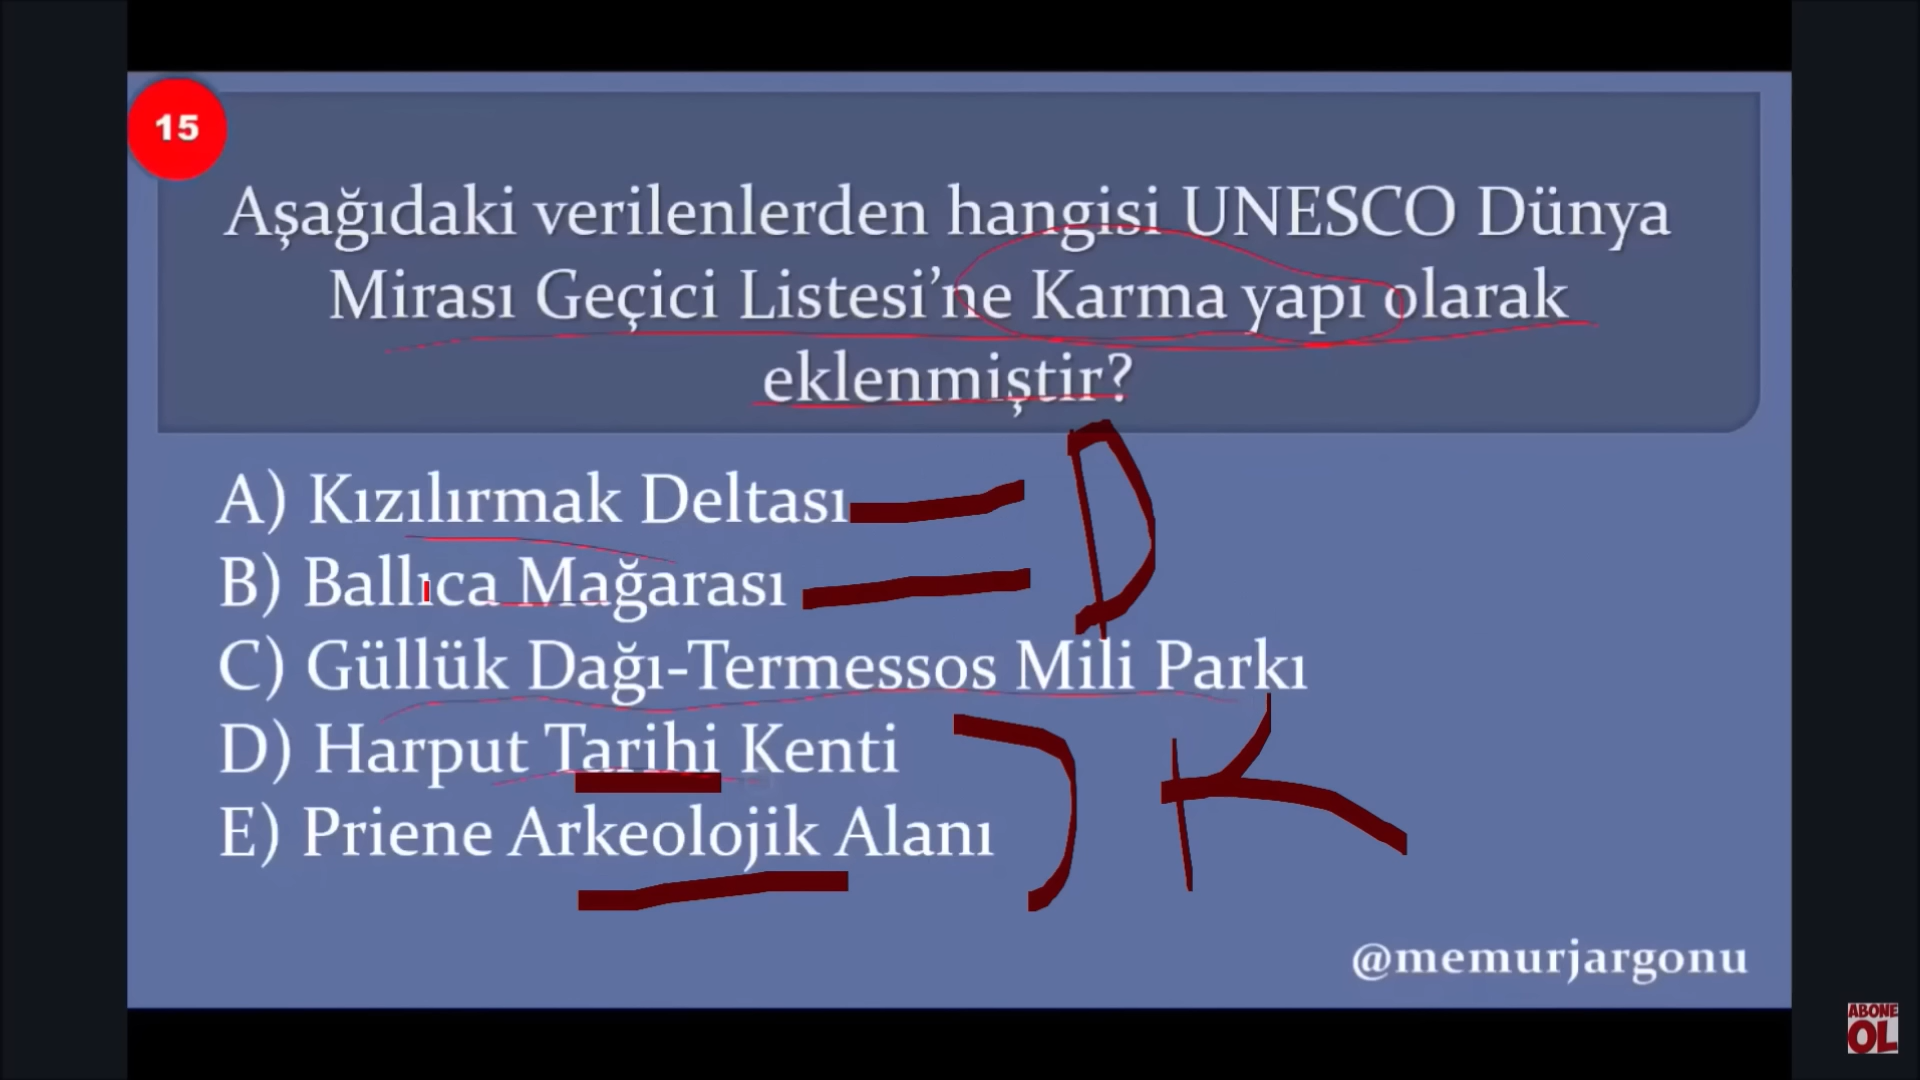 15
Aşağıdaki verilenlerden hangisi UNESCO Dünya
Mirası Geçici Listesi’ne Karma yapı olarak
eklenmiştir?
A) Kızılırmak Deltası
D
B) Ballıca Mağarası
C) Güllük Dağı-Termessos Mili Parkı
D) Harput Tarihi Kenti
K
E) Priene Arkeolojik Alanı
@memurjargonu
ABONE
OL